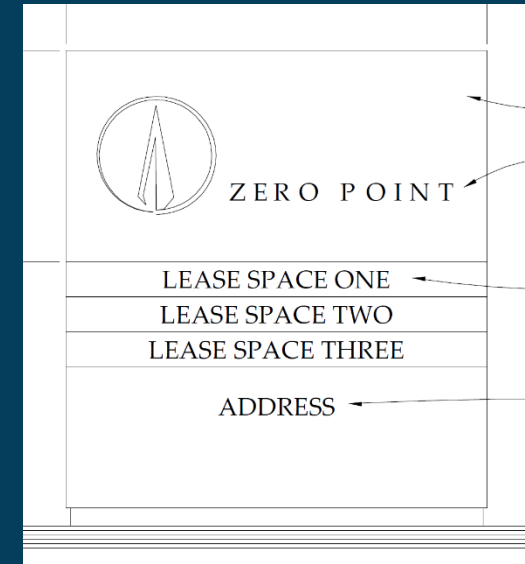 ZERO POINT
LEASE SPACE ONE
LEASE SPACE TWO
LEASE SPACE THREE
ADDRESS